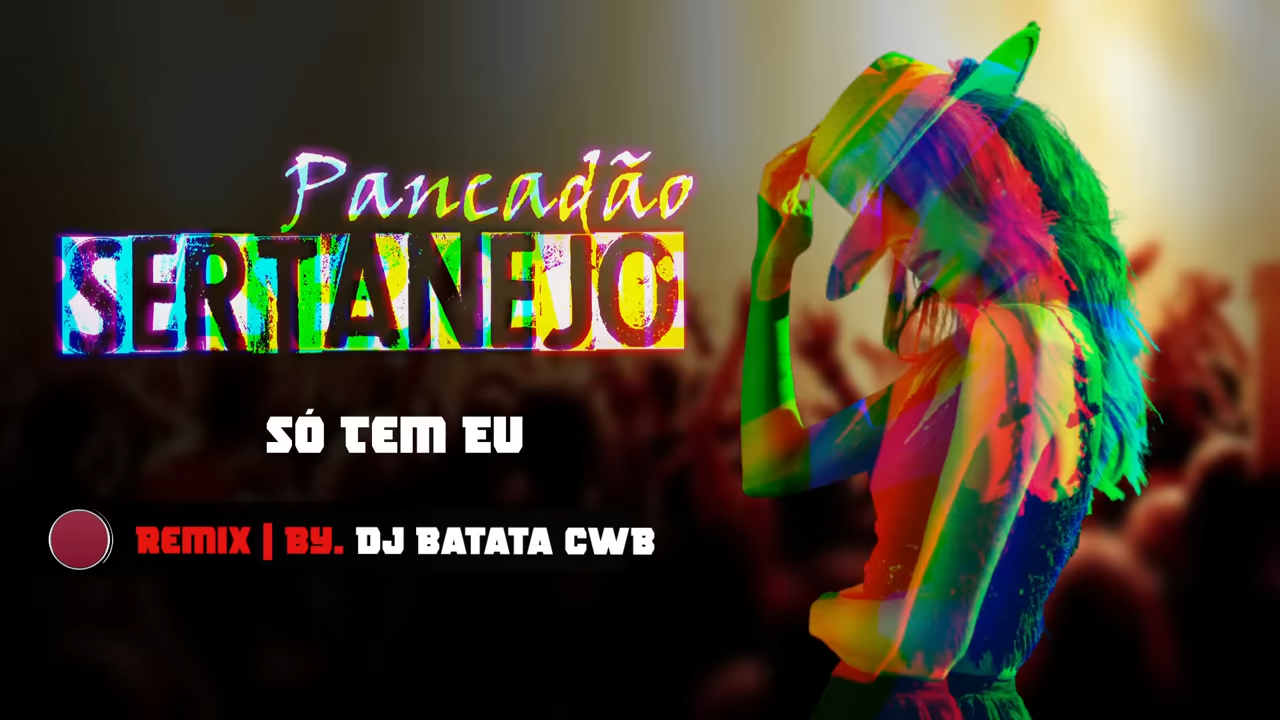 Pancadão
SERTANEJO
SÓ TEM EU
REMIX | BY. DJ BATATA CWB